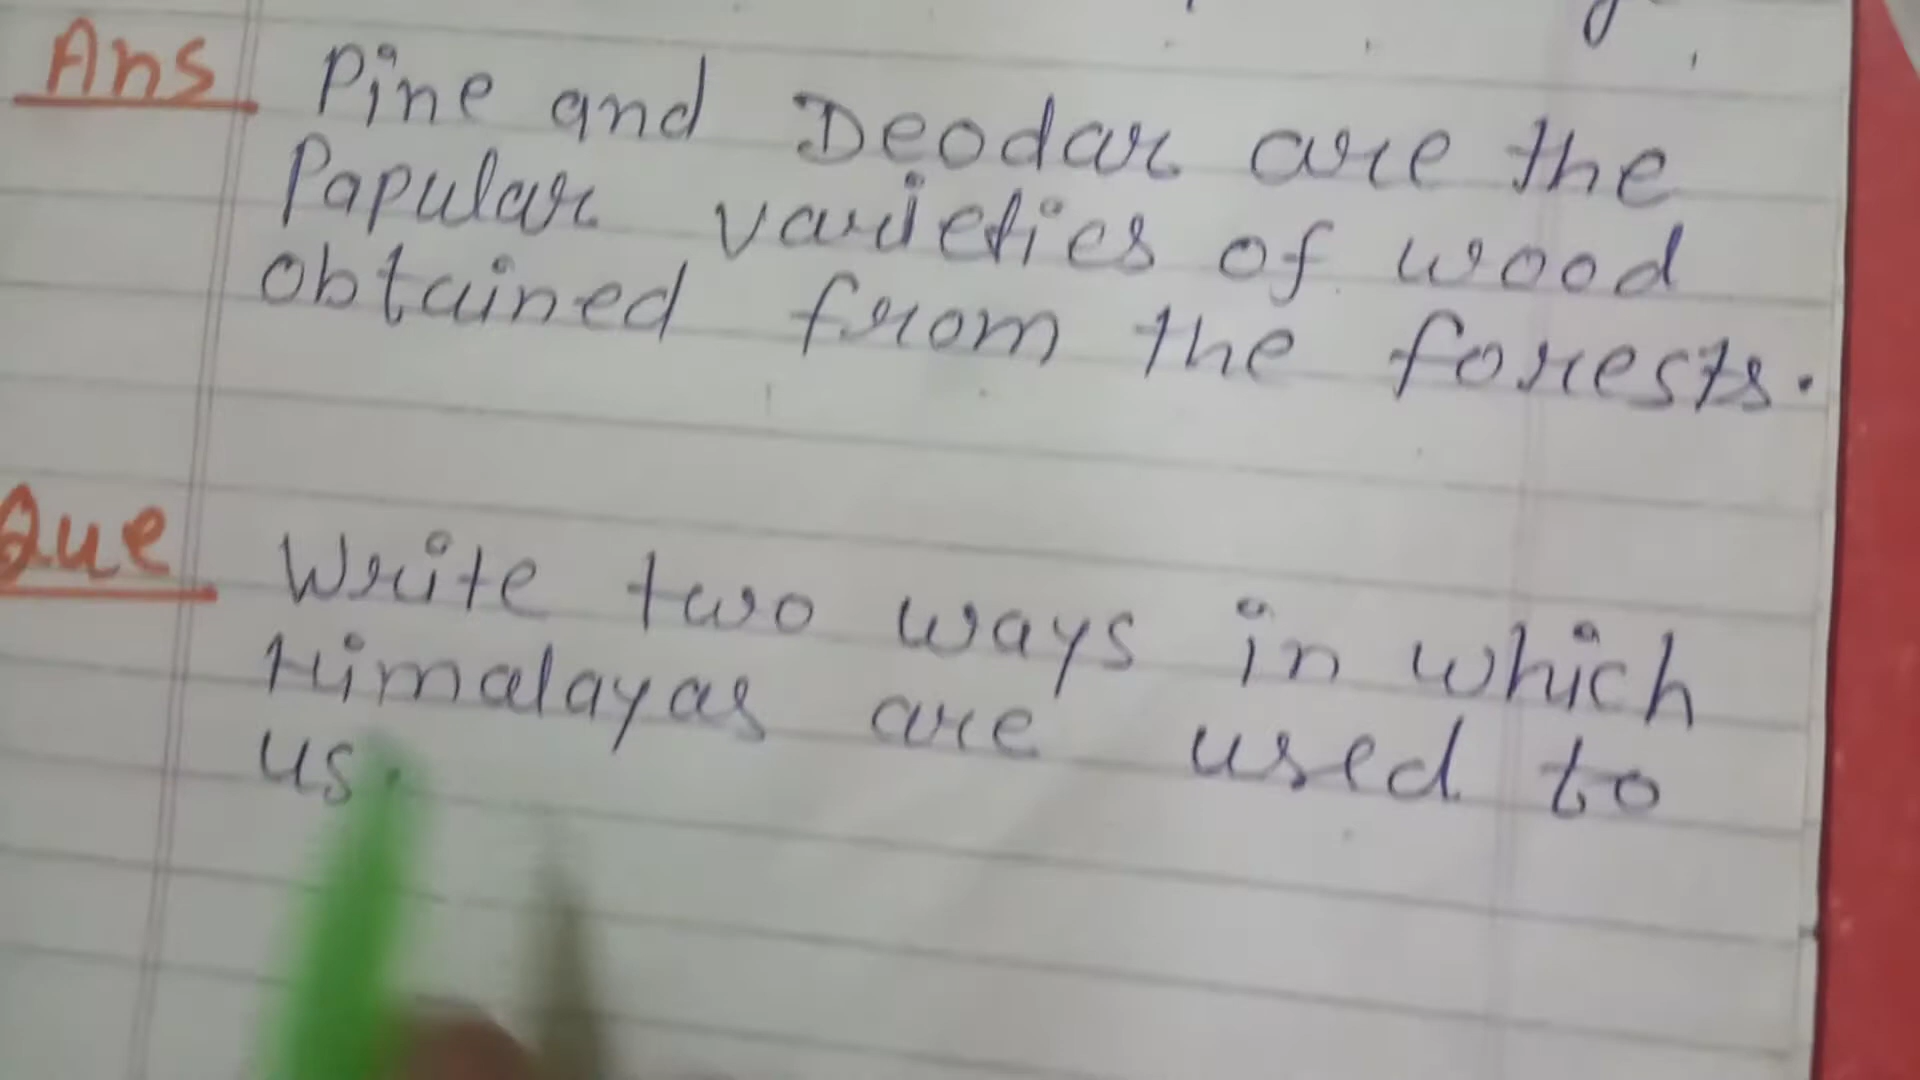 Ans Pine and Deodar are the
Papular varieties of wood
obtained from the forests.
Que Write two ways in which
Himalayas are used to
us.